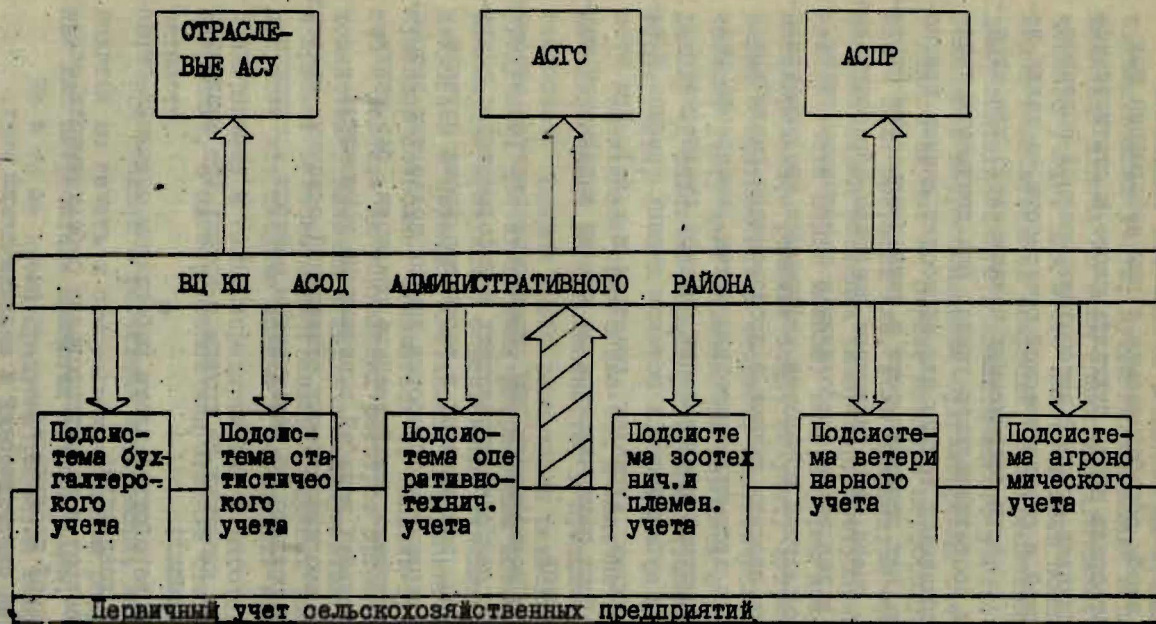 ОТРАСЛЕ-
ВЫЕ АСУ
АСГС
АСПР
ВЦ КП АСОД АДМИНИСТРАТИВНОГО РАЙОНА
Подсис-
тема бух-
галтерс-
кого
учета
Подсис-
тема ста
тистичес
кого
учета
Подсис-
тема опе
ративно-
технич.
учета
Подсисте
ма зоотех
нич.и
племен.
учета
Подсисте-
ма ветери
нарного
учета
Подсисте-
ма агроно
мического
учета
Первичный учет сельскохозяйственных предприятий